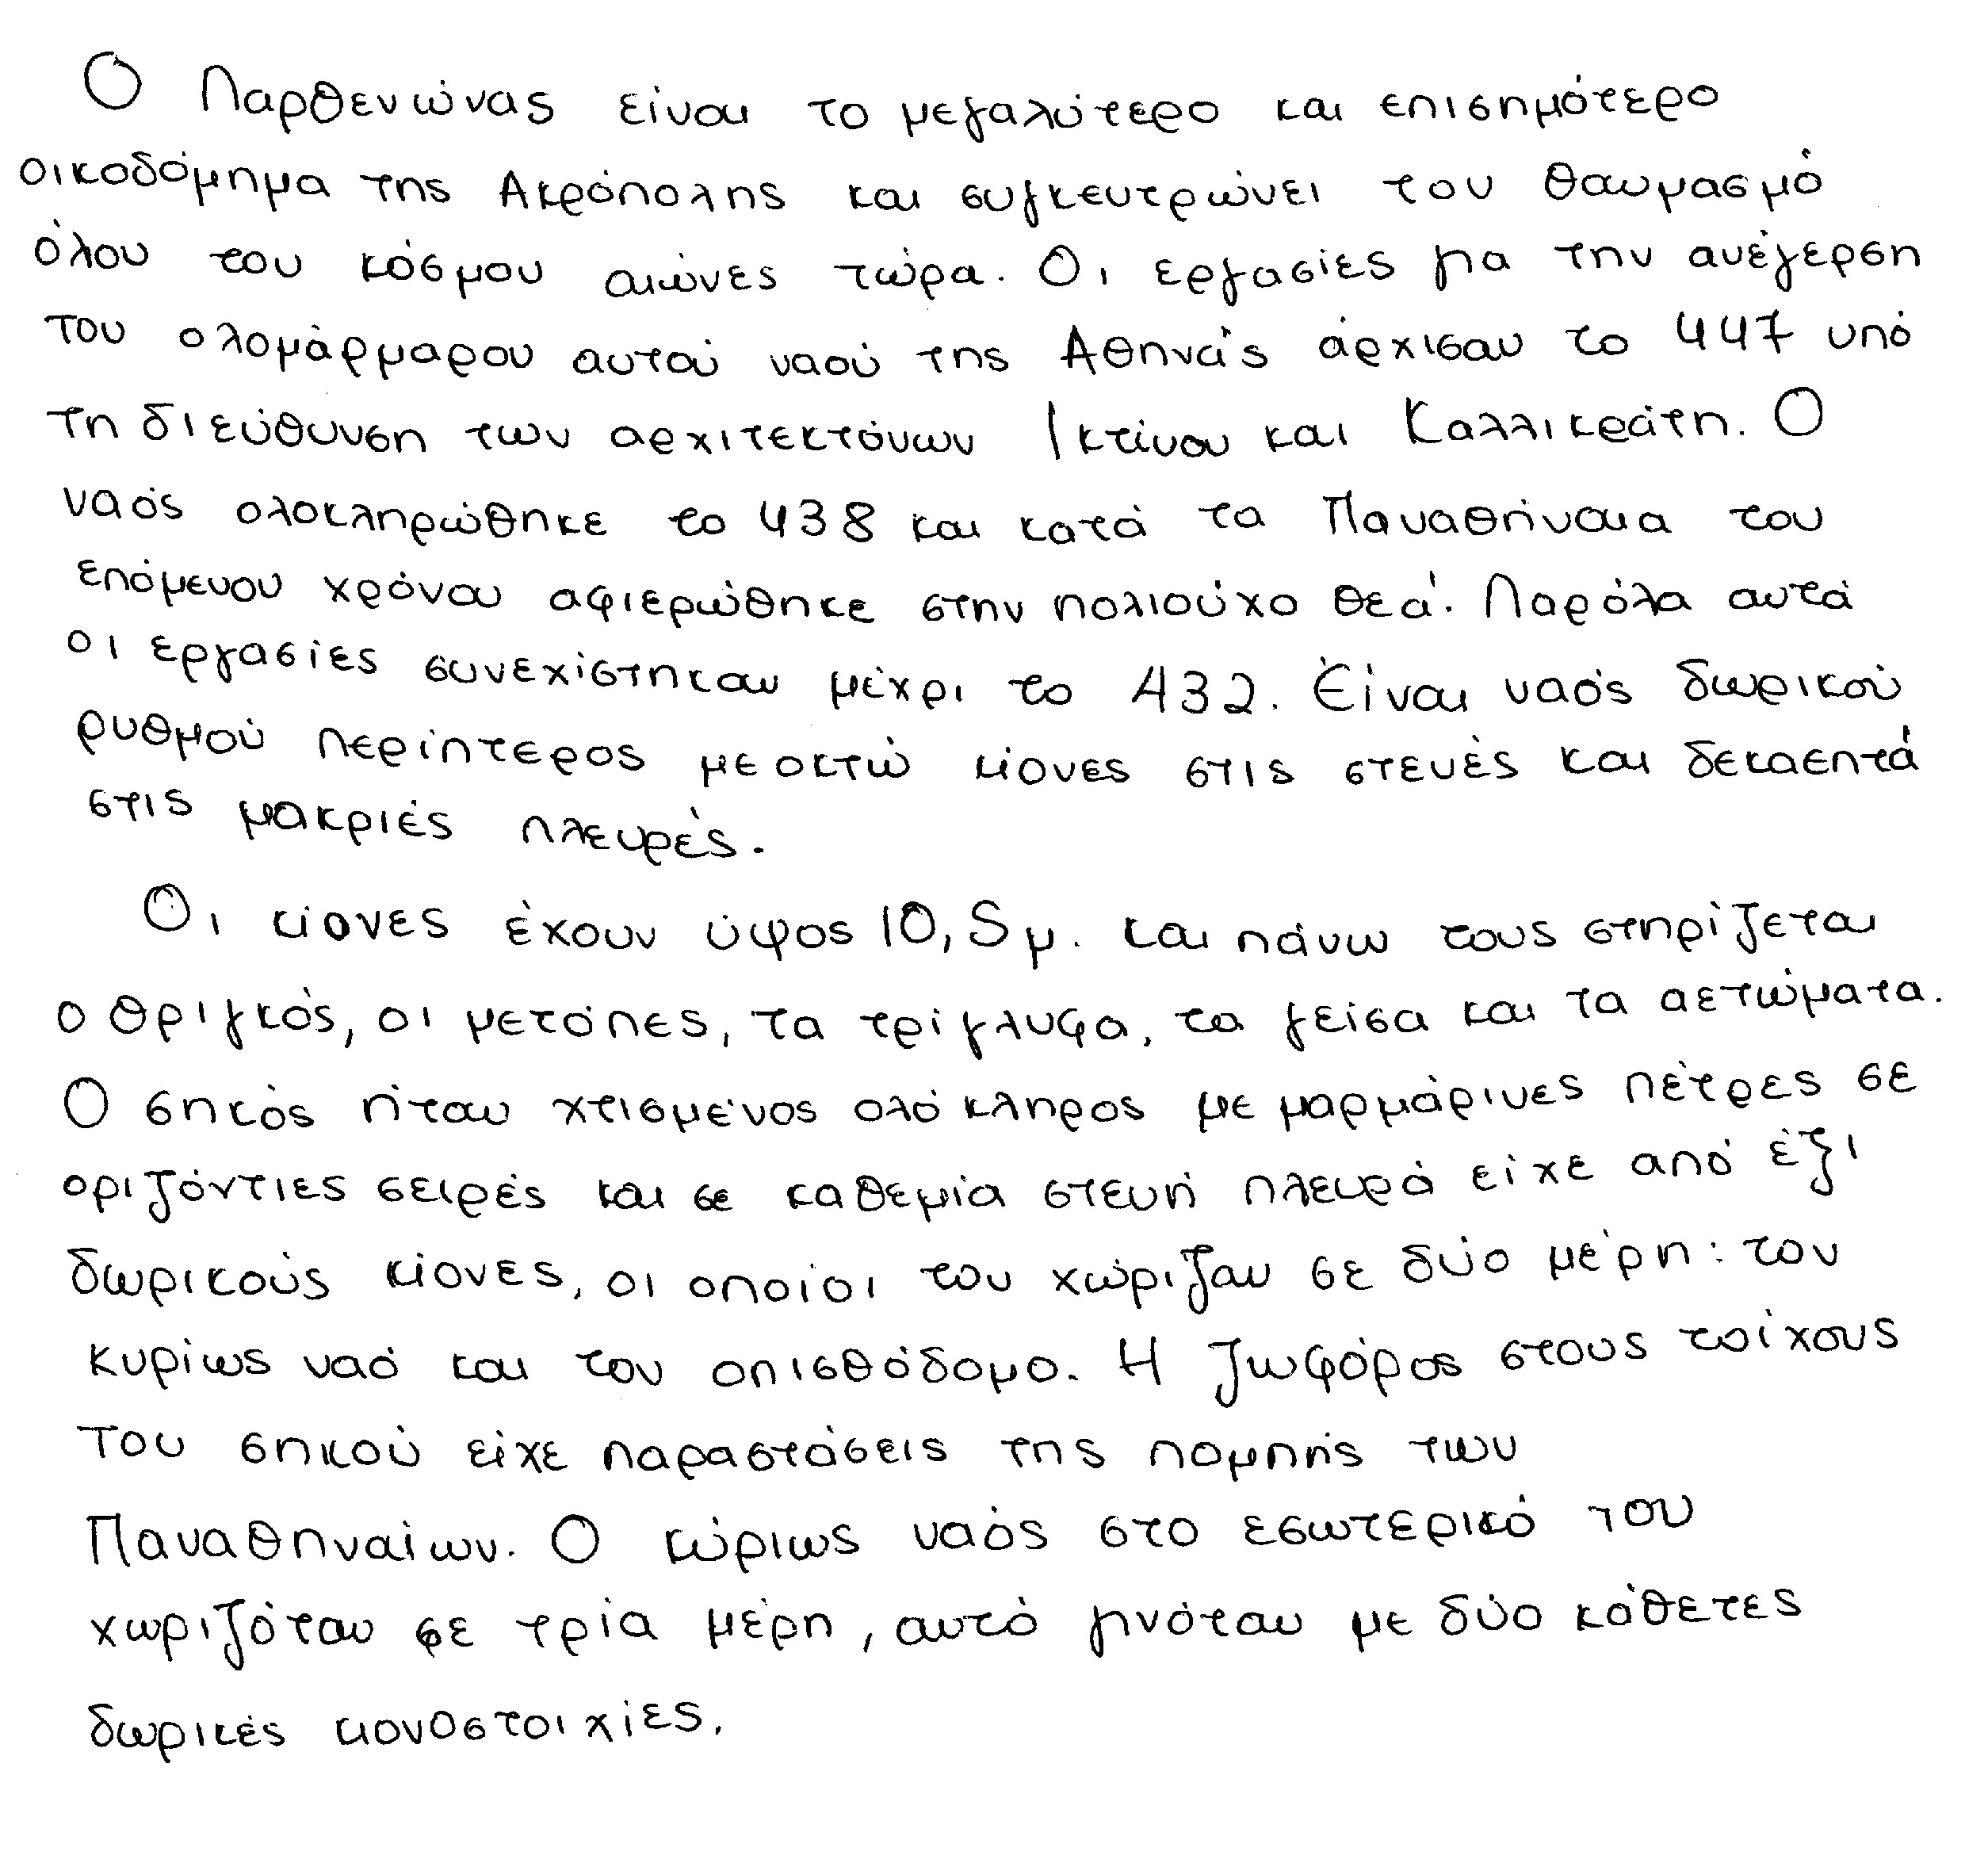 Ο Παρθενώνας είναι το μεγαλύτερο και επισημότερο
οικοδόμημα της Ακρόπολης και συγκεντρώνει τον θαυμασμό
όλου του κόσμου αιώνες τώρα. Οι εργασίες για την ανέγερση
του ολομάρμαρου αυτού ναού της Αθηνάς άρχισαν το 447 υπό
τη διεύθυνση των αρχιτεκτόνων Ικτίνου και Καλλικράτη. Ο
ναός ολοκληρώθηκε το 438 και κατά τα Παναθήναια του
επόμενου χρόνου αφιερώθηκε στην πολιούχο θεά. Παρόλα αυτά
οι εργασίες συνεχίστηκαν μέχρι το 432. Είναι ναός δωρικού
ρυθμού περίπτερος με οκτώ κίονες στις στενές και δεκαεπτά
στις μακριές πλευρές.
Οι κίονες έχουν ύψος 10,5μ. και πάνω τους στηρίζεται
ο θριγκός, οι μετόπες, τα τρίγλυφα, τα γείσα και τα αετώματα.
Ο σηκός ήταν χτισμένος ολόκληρος με μαρμάρινες πέτρες σε
οριζόντιες σειρές και σε καθεμία στενή πλευρά είχε από έξι
δωρικούς κίονες, οι οποίοι τον χώριζαν σε δύο μέρη: τον
κυρίως ναό και τον οπισθόδομο. Η ζωφόρος στους τοίχους
του σηκού είχε παραστάσεις της πομπής των
Παναθηναίων. Ο κύριως ναός στο εσωτερικό του
χωριζόταν σε τρία μέρη, αυτό γινόταν με δύο κάθετες
δωρικές κιονοστοιχίες.